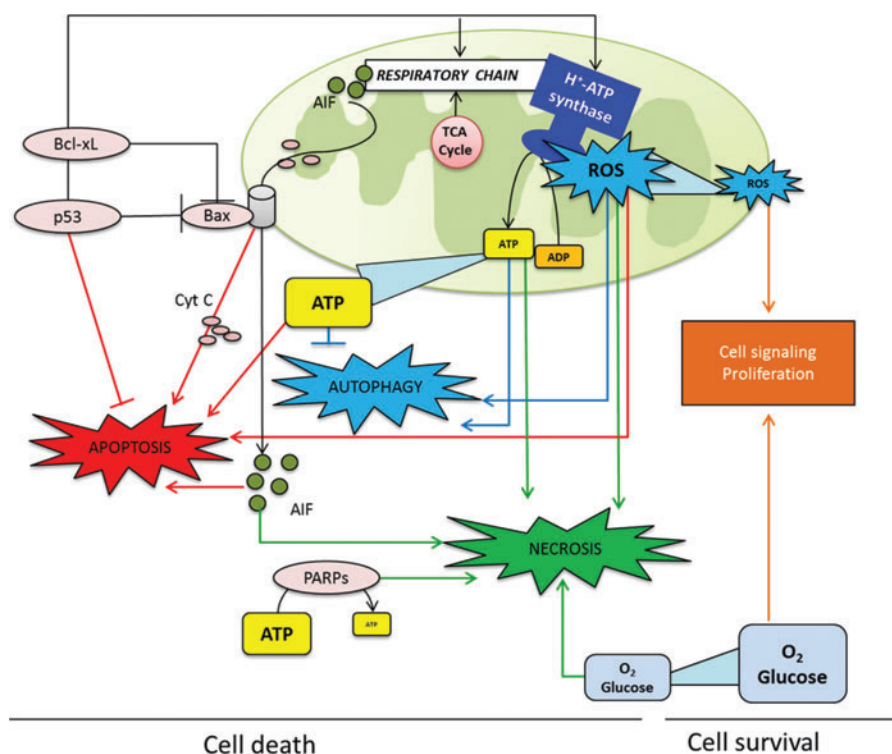 RESPIRATORY CHAIN
H⁺-ATP
synthase
AIF
TCA
Cycle
Bcl-xL
ROS
ROS
p53
Bax
ATP
ADP
ATP
Cyt C
AUTOPHAGY
Cell signaling
Proliferation
APOPTOSIS
AIF
NECROSIS
PARPs
ATP
ATP
O₂
Glucose
O₂
Glucose
Cell death
Cell survival